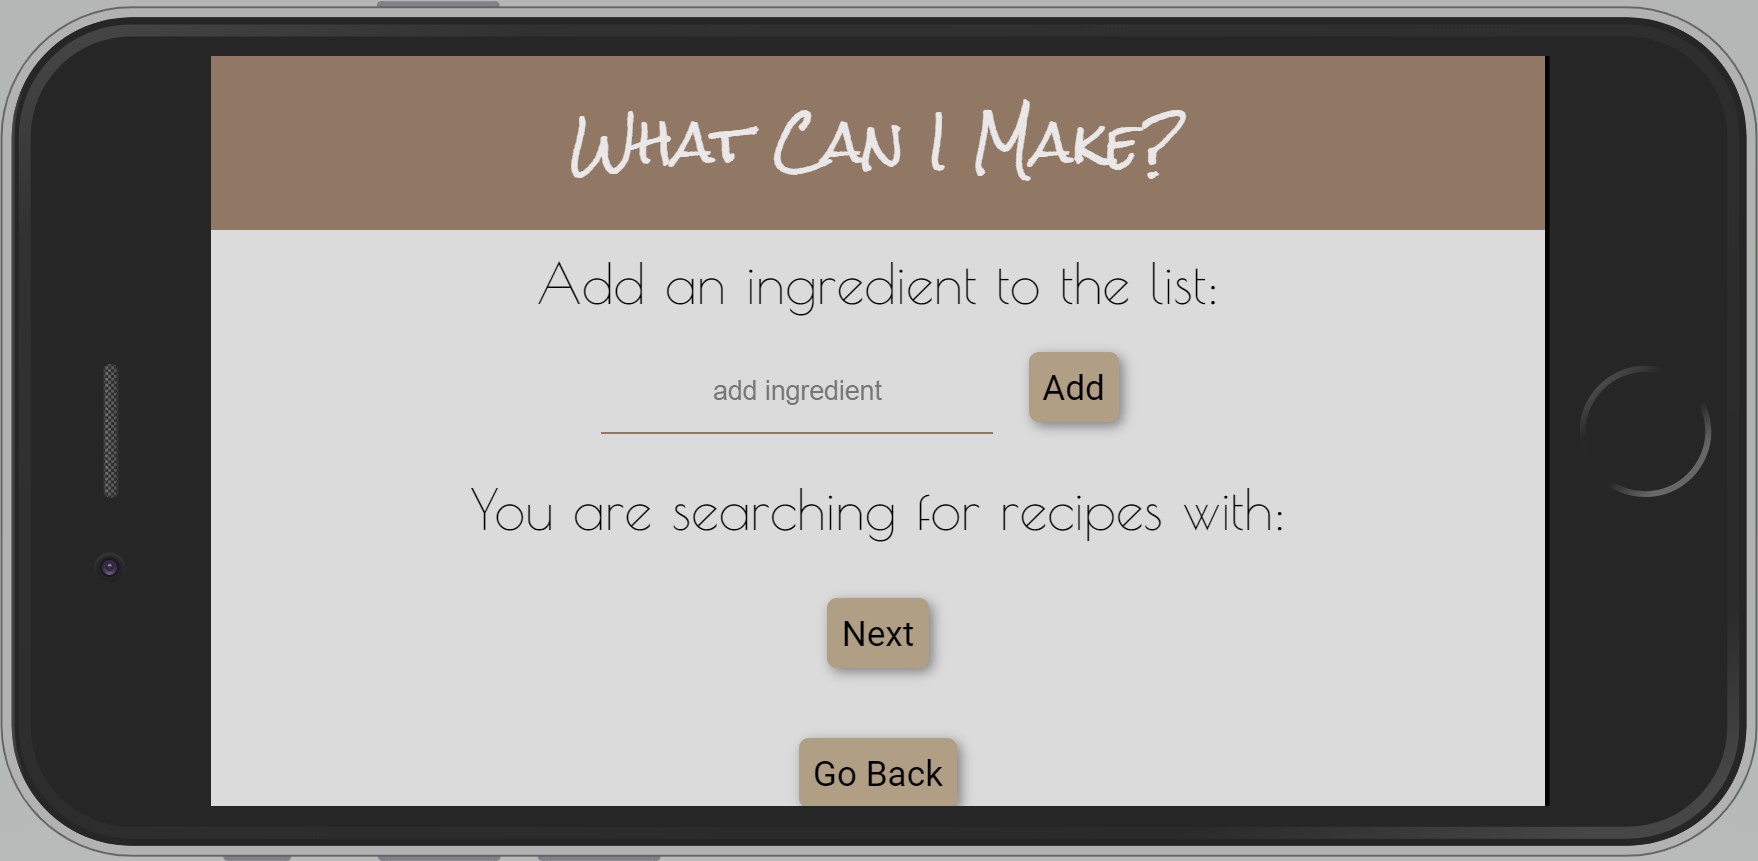 What Can I Make?
Add an ingredient to the list:
add ingredient
Add
You are searching for recipes with:
Next
Go Back